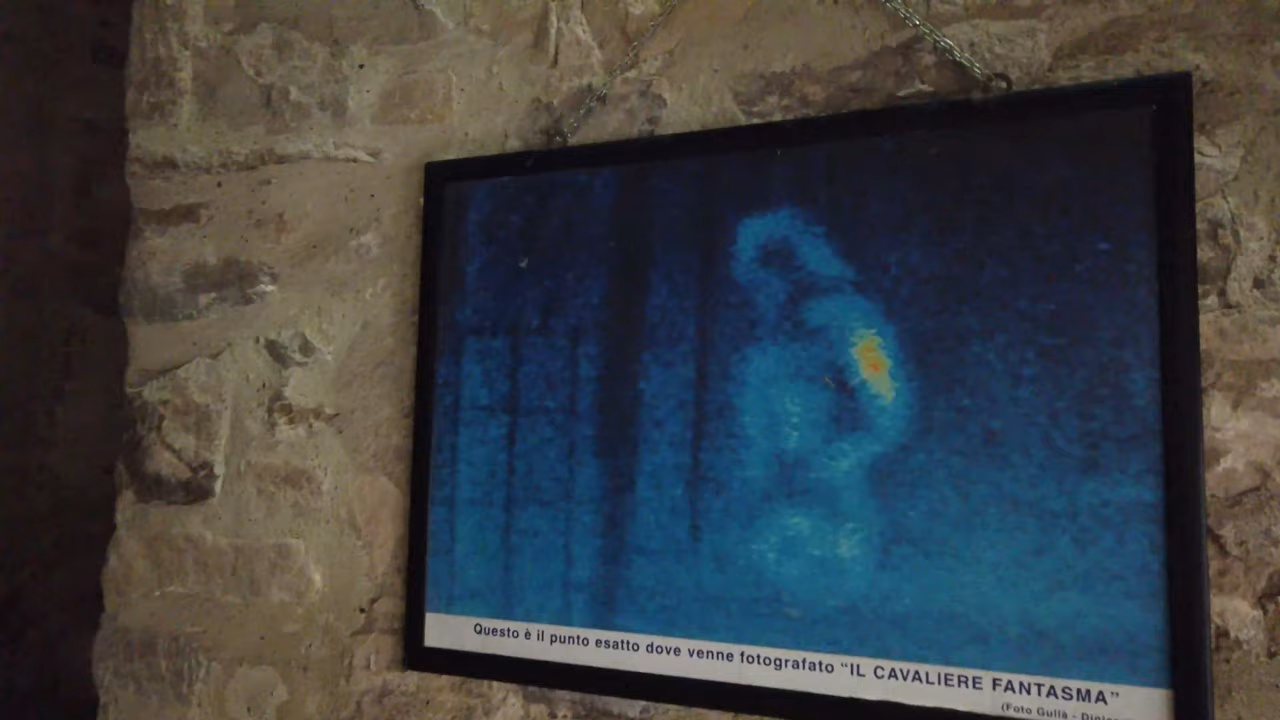 Questo è il punto esatto dove venne fotografato “IL CAVALIERE FANTASMA”
(Foto Gullà -